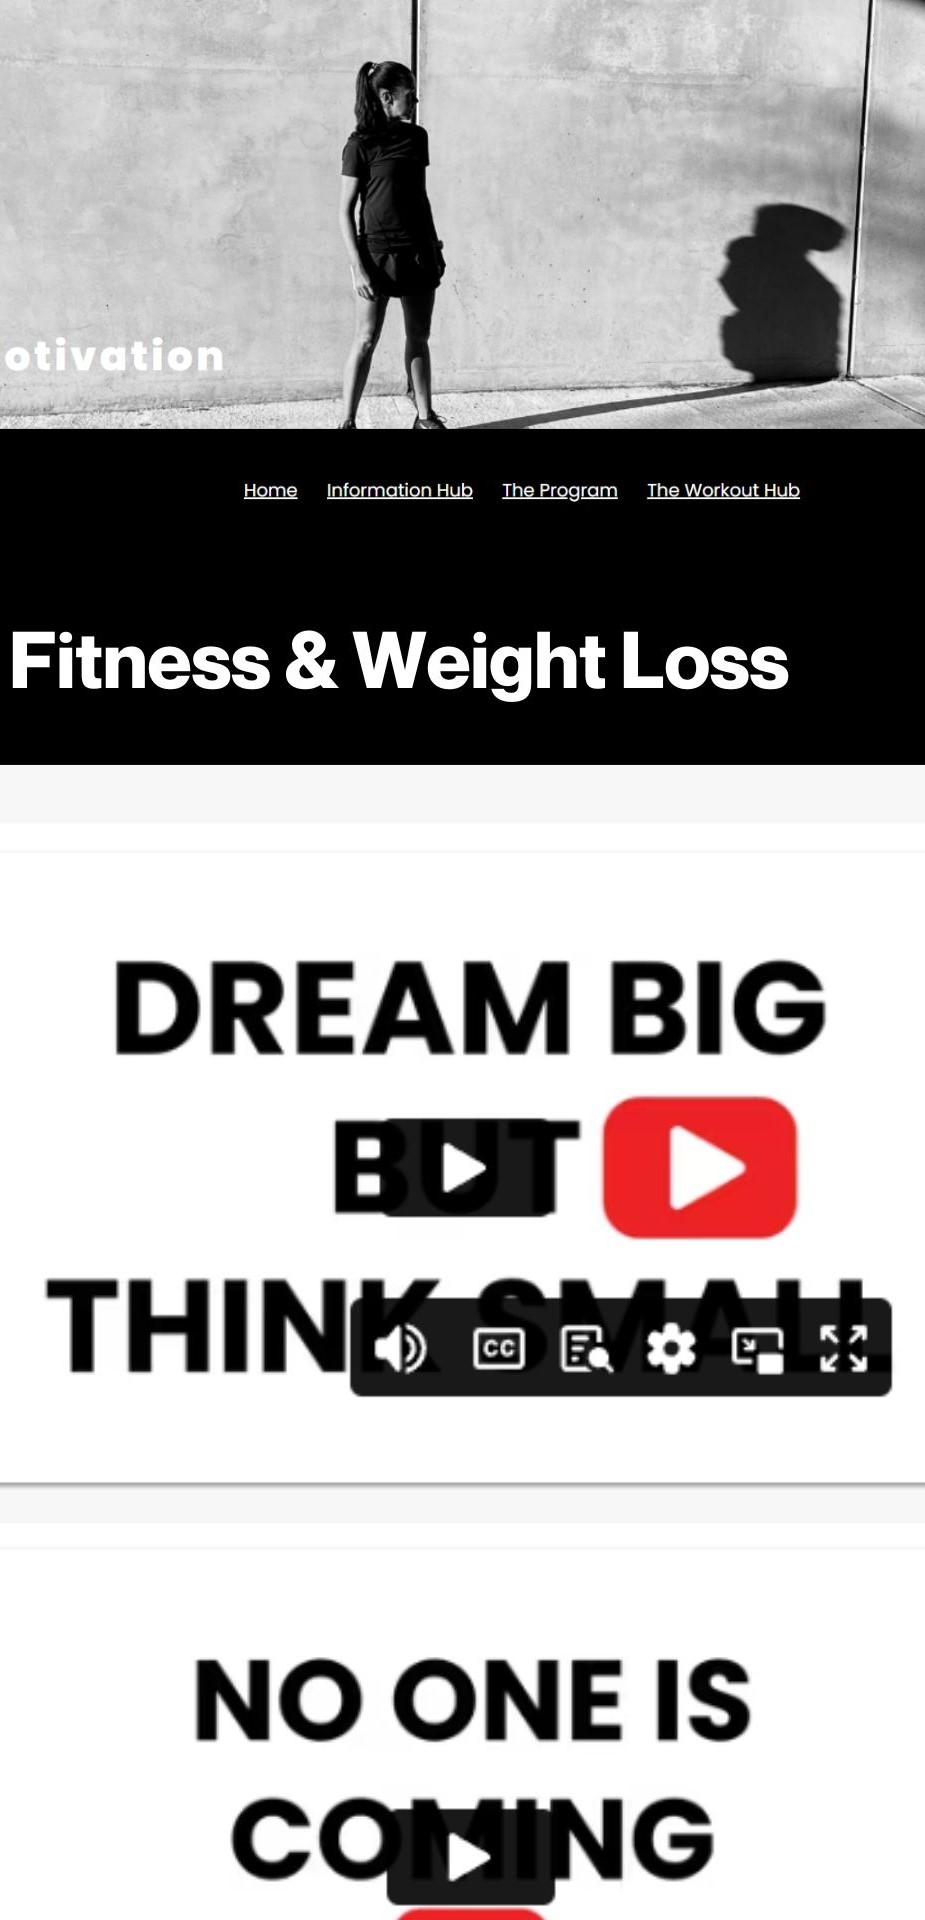 otivation
Home Information Hub The Program The Workout Hub
Fitness & Weight Loss
DREAM BIG
BUT
THINK SMALL
CC
NO ONE IS
COMING